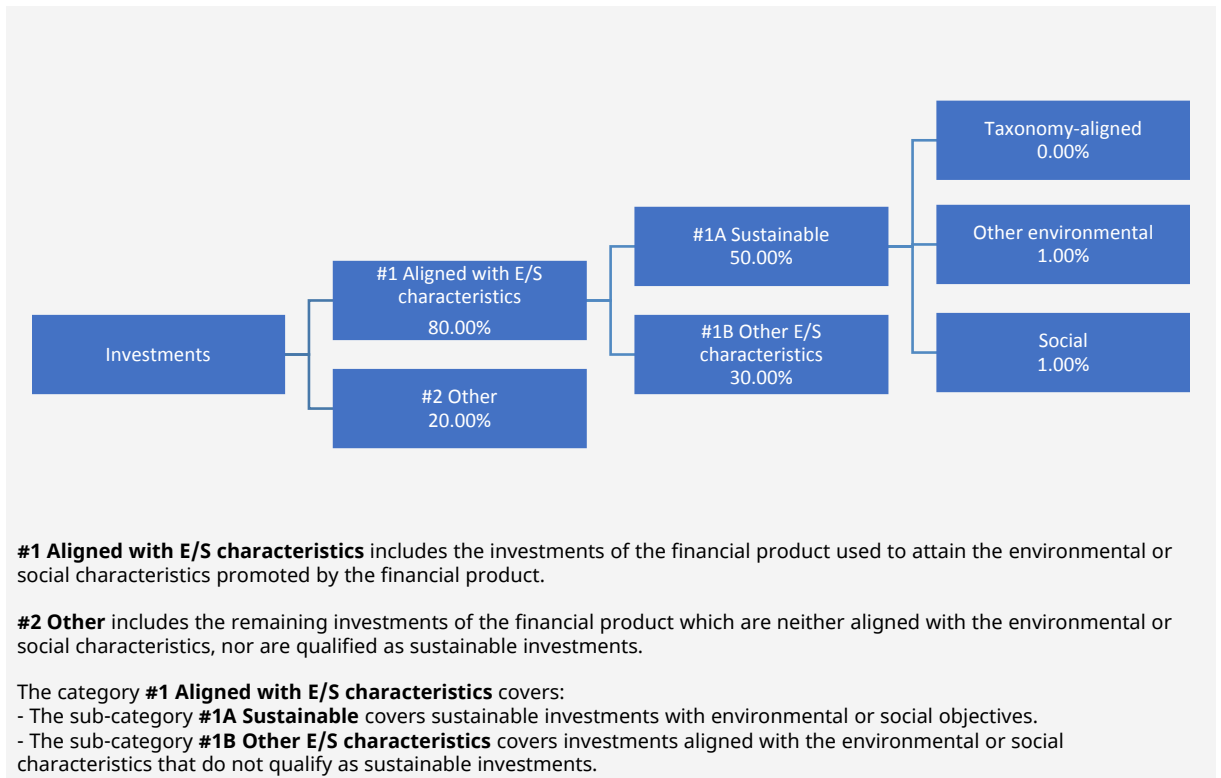 Investments
#1 Aligned with E/S
characteristics
80.00%
#2 Other
20.00%
#1A Sustainable
50.00%
#1B Other E/S
characteristics
30.00%
Taxonomy-aligned
0.00%
Other environmental
1.00%
Social
1.00%
#1 Aligned with E/S characteristics includes the investments of the financial product used to attain the environmental or
social characteristics promoted by the financial product.
#2 Other includes the remaining investments of the financial product which are neither aligned with the environmental or
social characteristics, nor are qualified as sustainable investments.
The category #1 Aligned with E/S characteristics covers:
- The sub-category #1A Sustainable covers sustainable investments with environmental or social objectives.
- The sub-category #1B Other E/S characteristics covers investments aligned with the environmental or social
characteristics that do not qualify as sustainable investments.